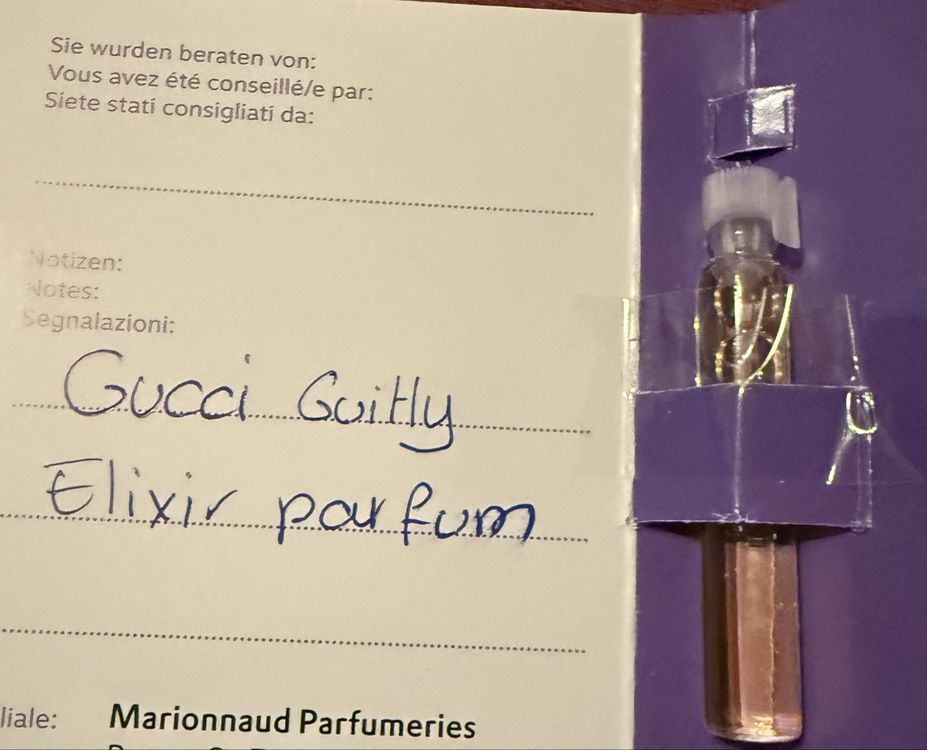 Sie wurden beraten von:
Vous avez été conseillé/e par:
Siete stati consigliati da:
Notizen:
Notes:
Segnalazioni:
Gucci Guitly
Elixir parfum
liale: Marionnaud Parfumeries